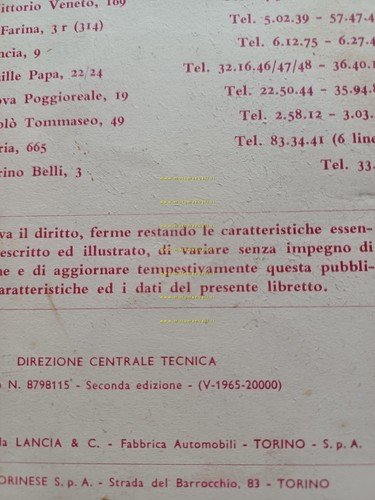 Vittorio Veneto, 169
Farina, 3 r (314)
Tel. 5.02.39 - 57.47.4
ncia, 9
Tel. 6.12.75 - 6.27.4
ille Papa, 22/24
Tel. 32.16.46/47/48 - 36.40.1
ova Poggioreale, 19
Tel. 22.50.44 - 35.94.8
olò Tommaseo, 49
Tel. 2.58.12 - 3.03.
ria, 665
Tel. 83.34.41 (6 line
rino Belli, 3
Tel. 33.
va il diritto, ferme restando le caratteristiche essen-
escritto ed illustrato, di variare senza impegno di
ne e di aggiornare tempestivamente questa pubbli-
aratteristiche ed i dati del presente libretto.
DIREZIONE CENTRALE TECNICA
o N. 8798115 - Seconda edizione - (V-1965-20000)
la LANCIA & C. - Fabbrica Automobili - TORINO - S. p. A.
ORINESE S. p. A. - Strada del Barrocchio, 83 - TORINO